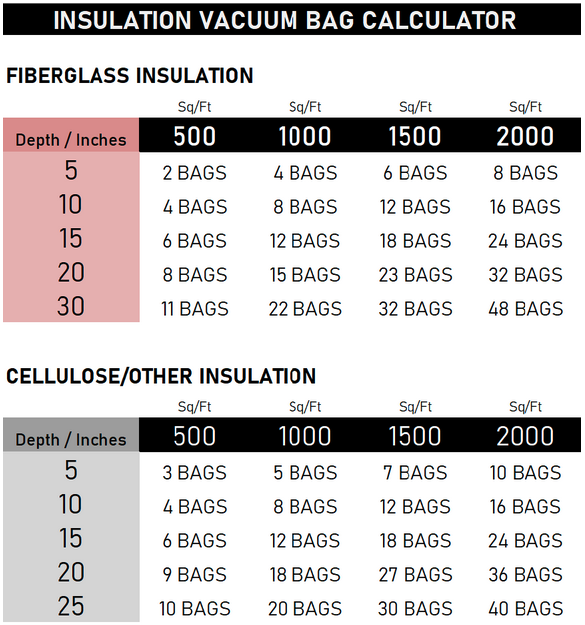 INSULATION VACUUM BAG CALCULATOR
FIBERGLASS INSULATION
Sq/Ft Sq/Ft Sq/Ft Sq/Ft
Depth / Inches 500 1000 1500 2000
5 2 BAGS 4 BAGS 6 BAGS 8 BAGS
10 4 BAGS 8 BAGS 12 BAGS 16 BAGS
15 6 BAGS 12 BAGS 18 BAGS 24 BAGS
20 8 BAGS 15 BAGS 23 BAGS 32 BAGS
30 11 BAGS 22 BAGS 32 BAGS 48 BAGS
CELLULOSE/OTHER INSULATION
Sq/Ft Sq/Ft Sq/Ft Sq/Ft
Depth / Inches 500 1000 1500 2000
5 3 BAGS 5 BAGS 7 BAGS 10 BAGS
10 4 BAGS 8 BAGS 12 BAGS 16 BAGS
15 6 BAGS 12 BAGS 18 BAGS 24 BAGS
20 9 BAGS 18 BAGS 27 BAGS 36 BAGS
25 10 BAGS 20 BAGS 30 BAGS 40 BAGS